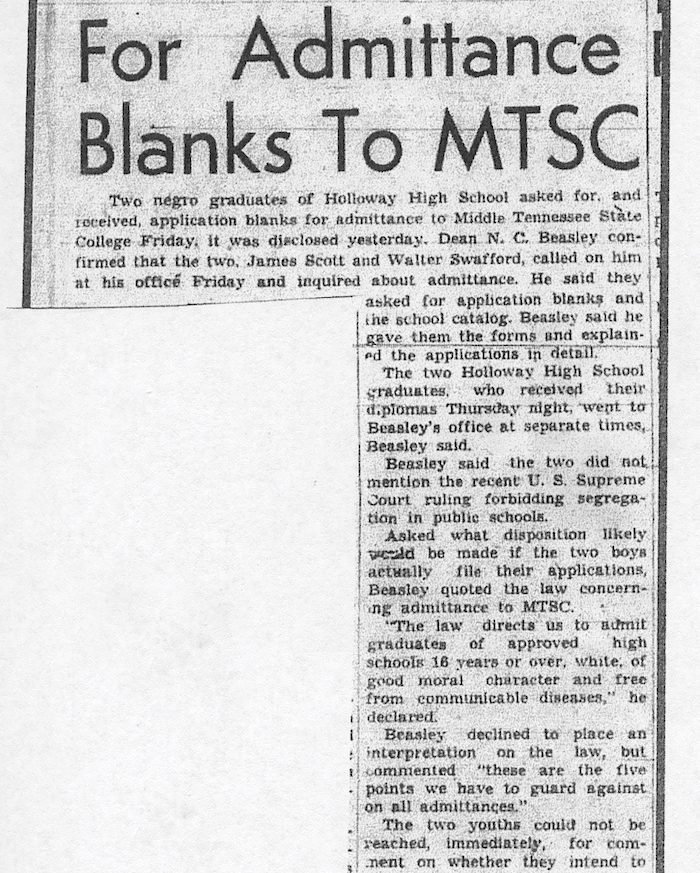 For Admittance
Blanks To MTSC
Two negro graduates of Holloway High School asked for, and
received, application blanks for admittance to Middle Tennessee State
College Friday, it was disclosed yesterday. Dean N. C. Beasley con-
firmed that the two, James Scott and Walter Swafford, called on him
at his office Friday and inquired about admittance. He said they
asked for application blanks and
the school catalog. Beasley said he
gave them the forms and explain-
ed the applications in detail.
The two Holloway High School
graduates, who received their
diplomas Thursday night, went to
Beasley's office at separate times,
Beasley said.
Beasley said the two did not
mention the recent U. S. Supreme
Court ruling forbidding segrega-
tion in public schools.
Asked what disposition likely
would be made if the two boys
actually file their applications,
Beasley quoted the law concern-
ing admittance to MTSC.
"The law directs us to admit
graduates of approved high
schools 16 years or over, white, of
good moral character and free
from communicable diseases," he
declared.
Beasley declined to place an
interpretation on the law, but
commented "these are the five
points we have to guard against
on all admittances."
The two youths could not be
reached, immediately, for com-
ment on whether they intend to